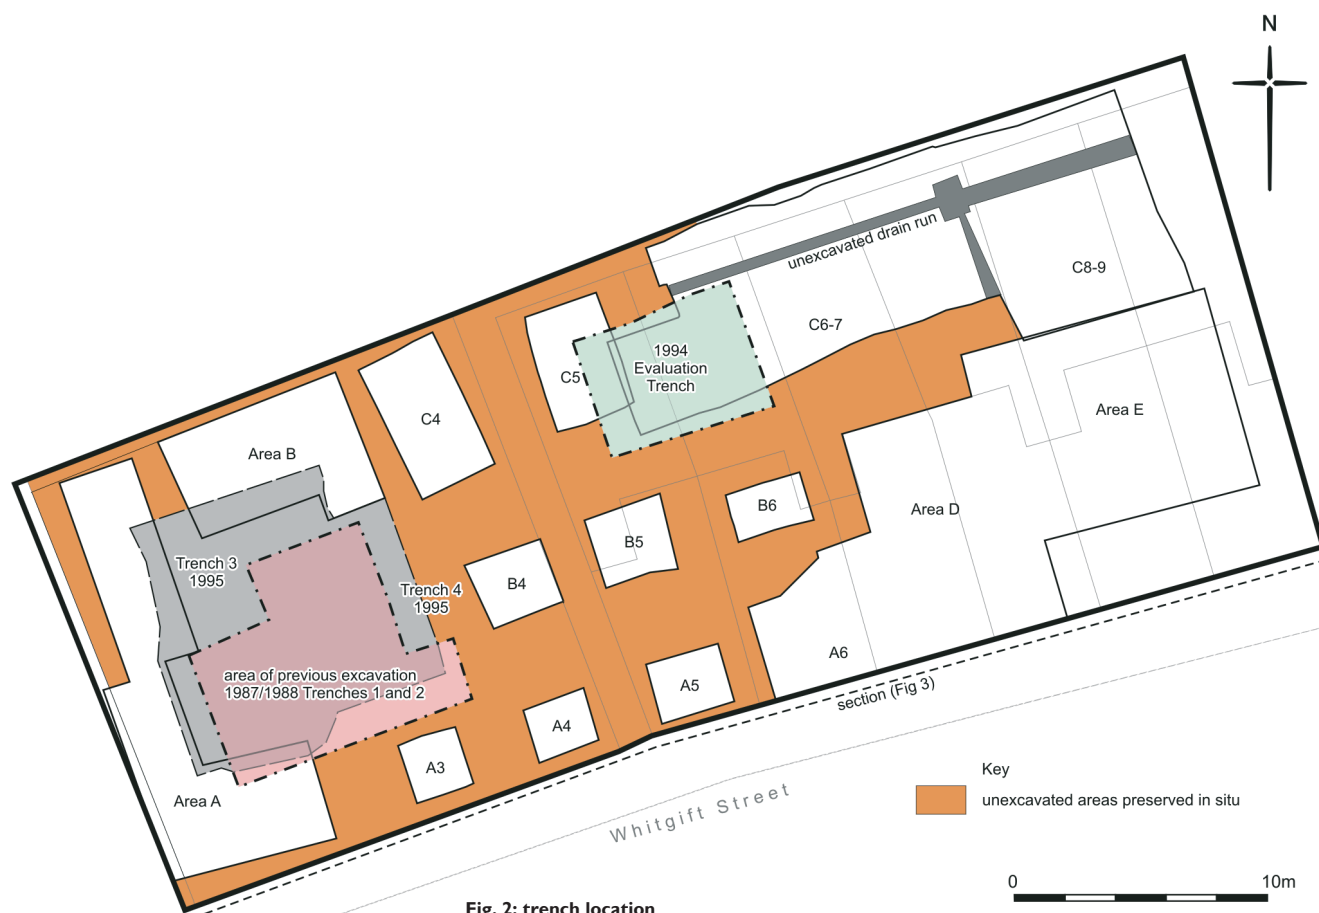 N
unexcavated drain run
C8-9
C6-7
1994
Evaluation
Trench
C5
C4
Area E
Area B
B6
Area D
B5
Trench 3
1995
Trench 4
1995
B4
A6
area of previous excavation
1987/1988 Trenches 1 and 2
A5
section (Fig 3)
A4
A3
Area A
Whitgift Street
Key
unexcavated areas preserved in situ
0 10m
Fig. 2: trench location